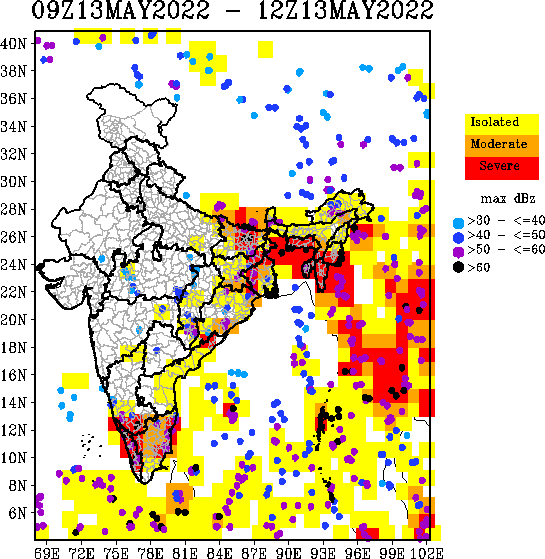 09Z13MAY2022 – 12Z13MAY2022
40N
38N
36N
34N
32N
30N
28N
26N
24N
22N
20N
18N
16N
14N
12N
10N
8N
6N
69E 72E 75E 78E 81E 84E 87E 90E 93E 96E 99E 102E
Isolated
Moderate
Severe
max dBz
>30 – <=40
>40 – <=50
>50 – <=60
>60